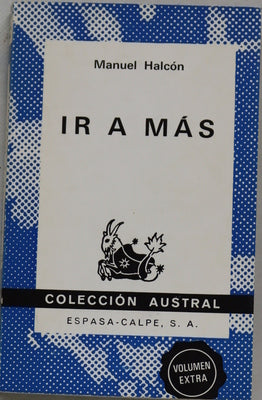 Manuel Halcón
IR A MÁS
COLECCIÓN AUSTRAL
ESPASA-CALPE, S. A.
VOLUMEN
EXTRA